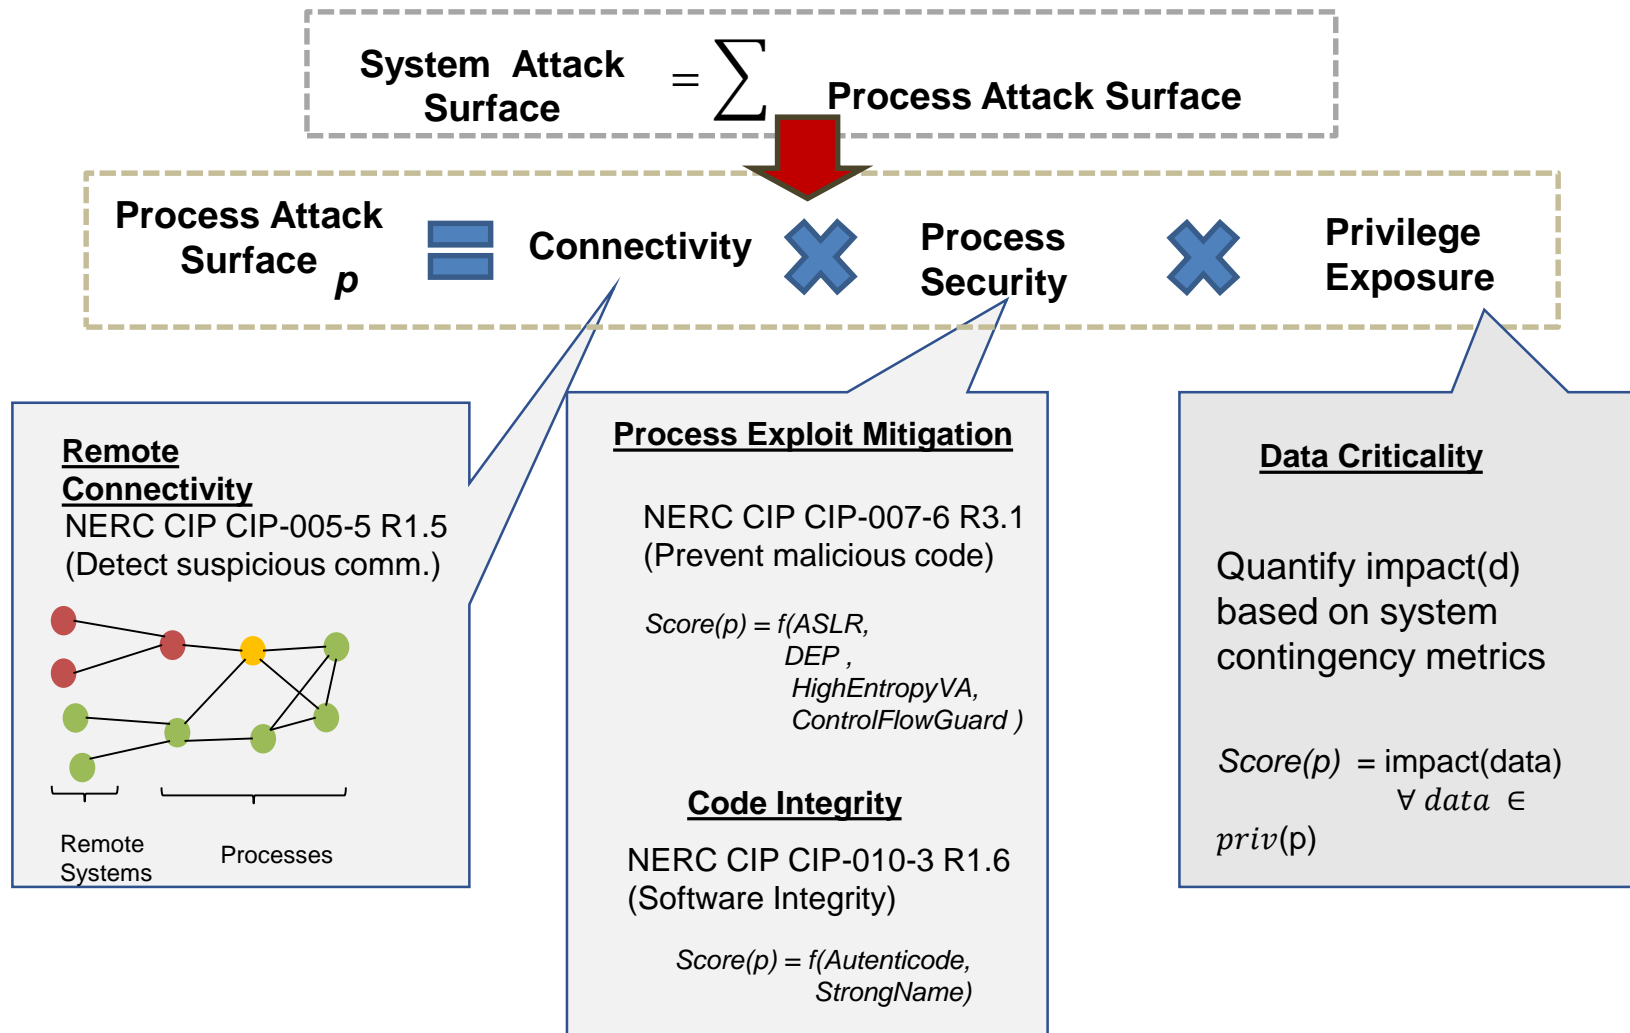 System Attack
Surface
= ∑
Process Attack Surface
Process Attack
Surface p
Connectivity
Process
Security
Privilege
Exposure
Remote
Connectivity
NERC CIP CIP-005-5 R1.5
(Detect suspicious comm.)
Remote
Systems
Processes
Process Exploit Mitigation
NERC CIP CIP-007-6 R3.1
(Prevent malicious code)
Score(p) = f(ASLR,
DEP ,
HighEntropyVA,
ControlFlowGuard )
Code Integrity
NERC CIP CIP-010-3 R1.6
(Software Integrity)
Score(p) = f(Autenticode,
StrongName)
Data Criticality
Quantify impact(d)
based on system
contingency metrics
Score(p) = impact(data)
∀ data ∈
priv(p)